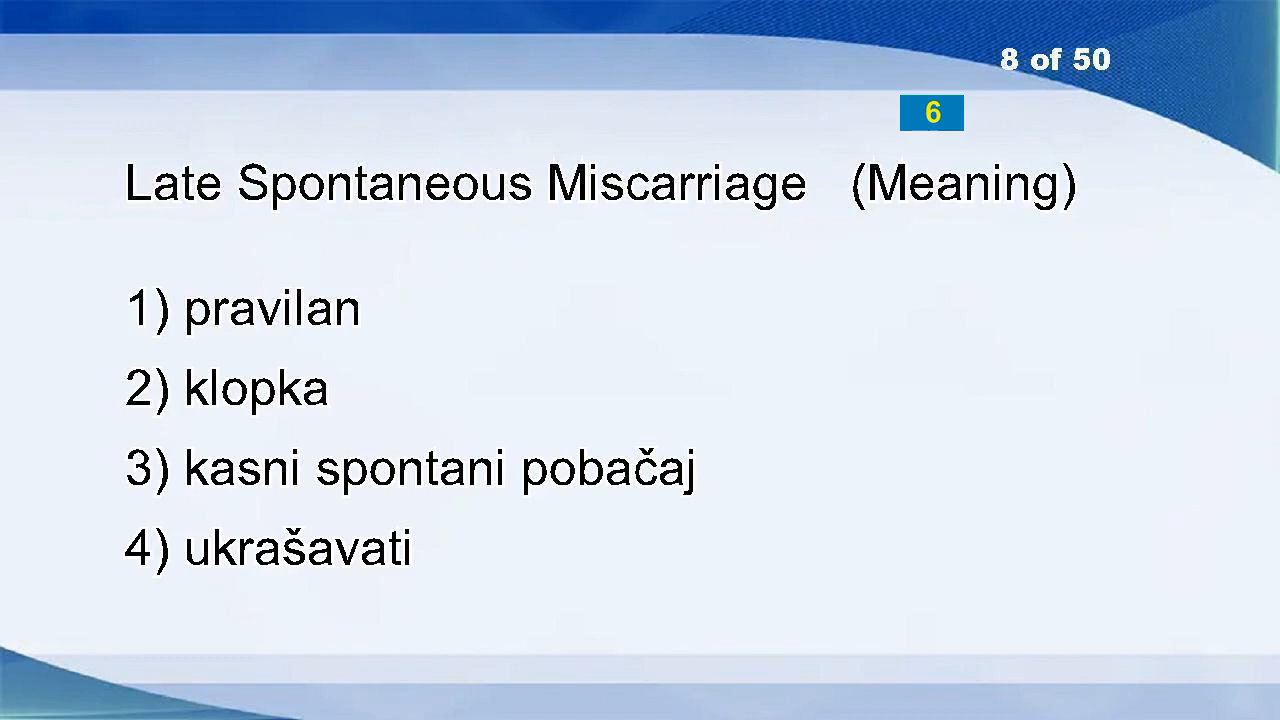 8 of 50
6
Late Spontaneous Miscarriage (Meaning)
1) pravilan
2) klopka
3) kasni spontani pobačaj
4) ukrašavati